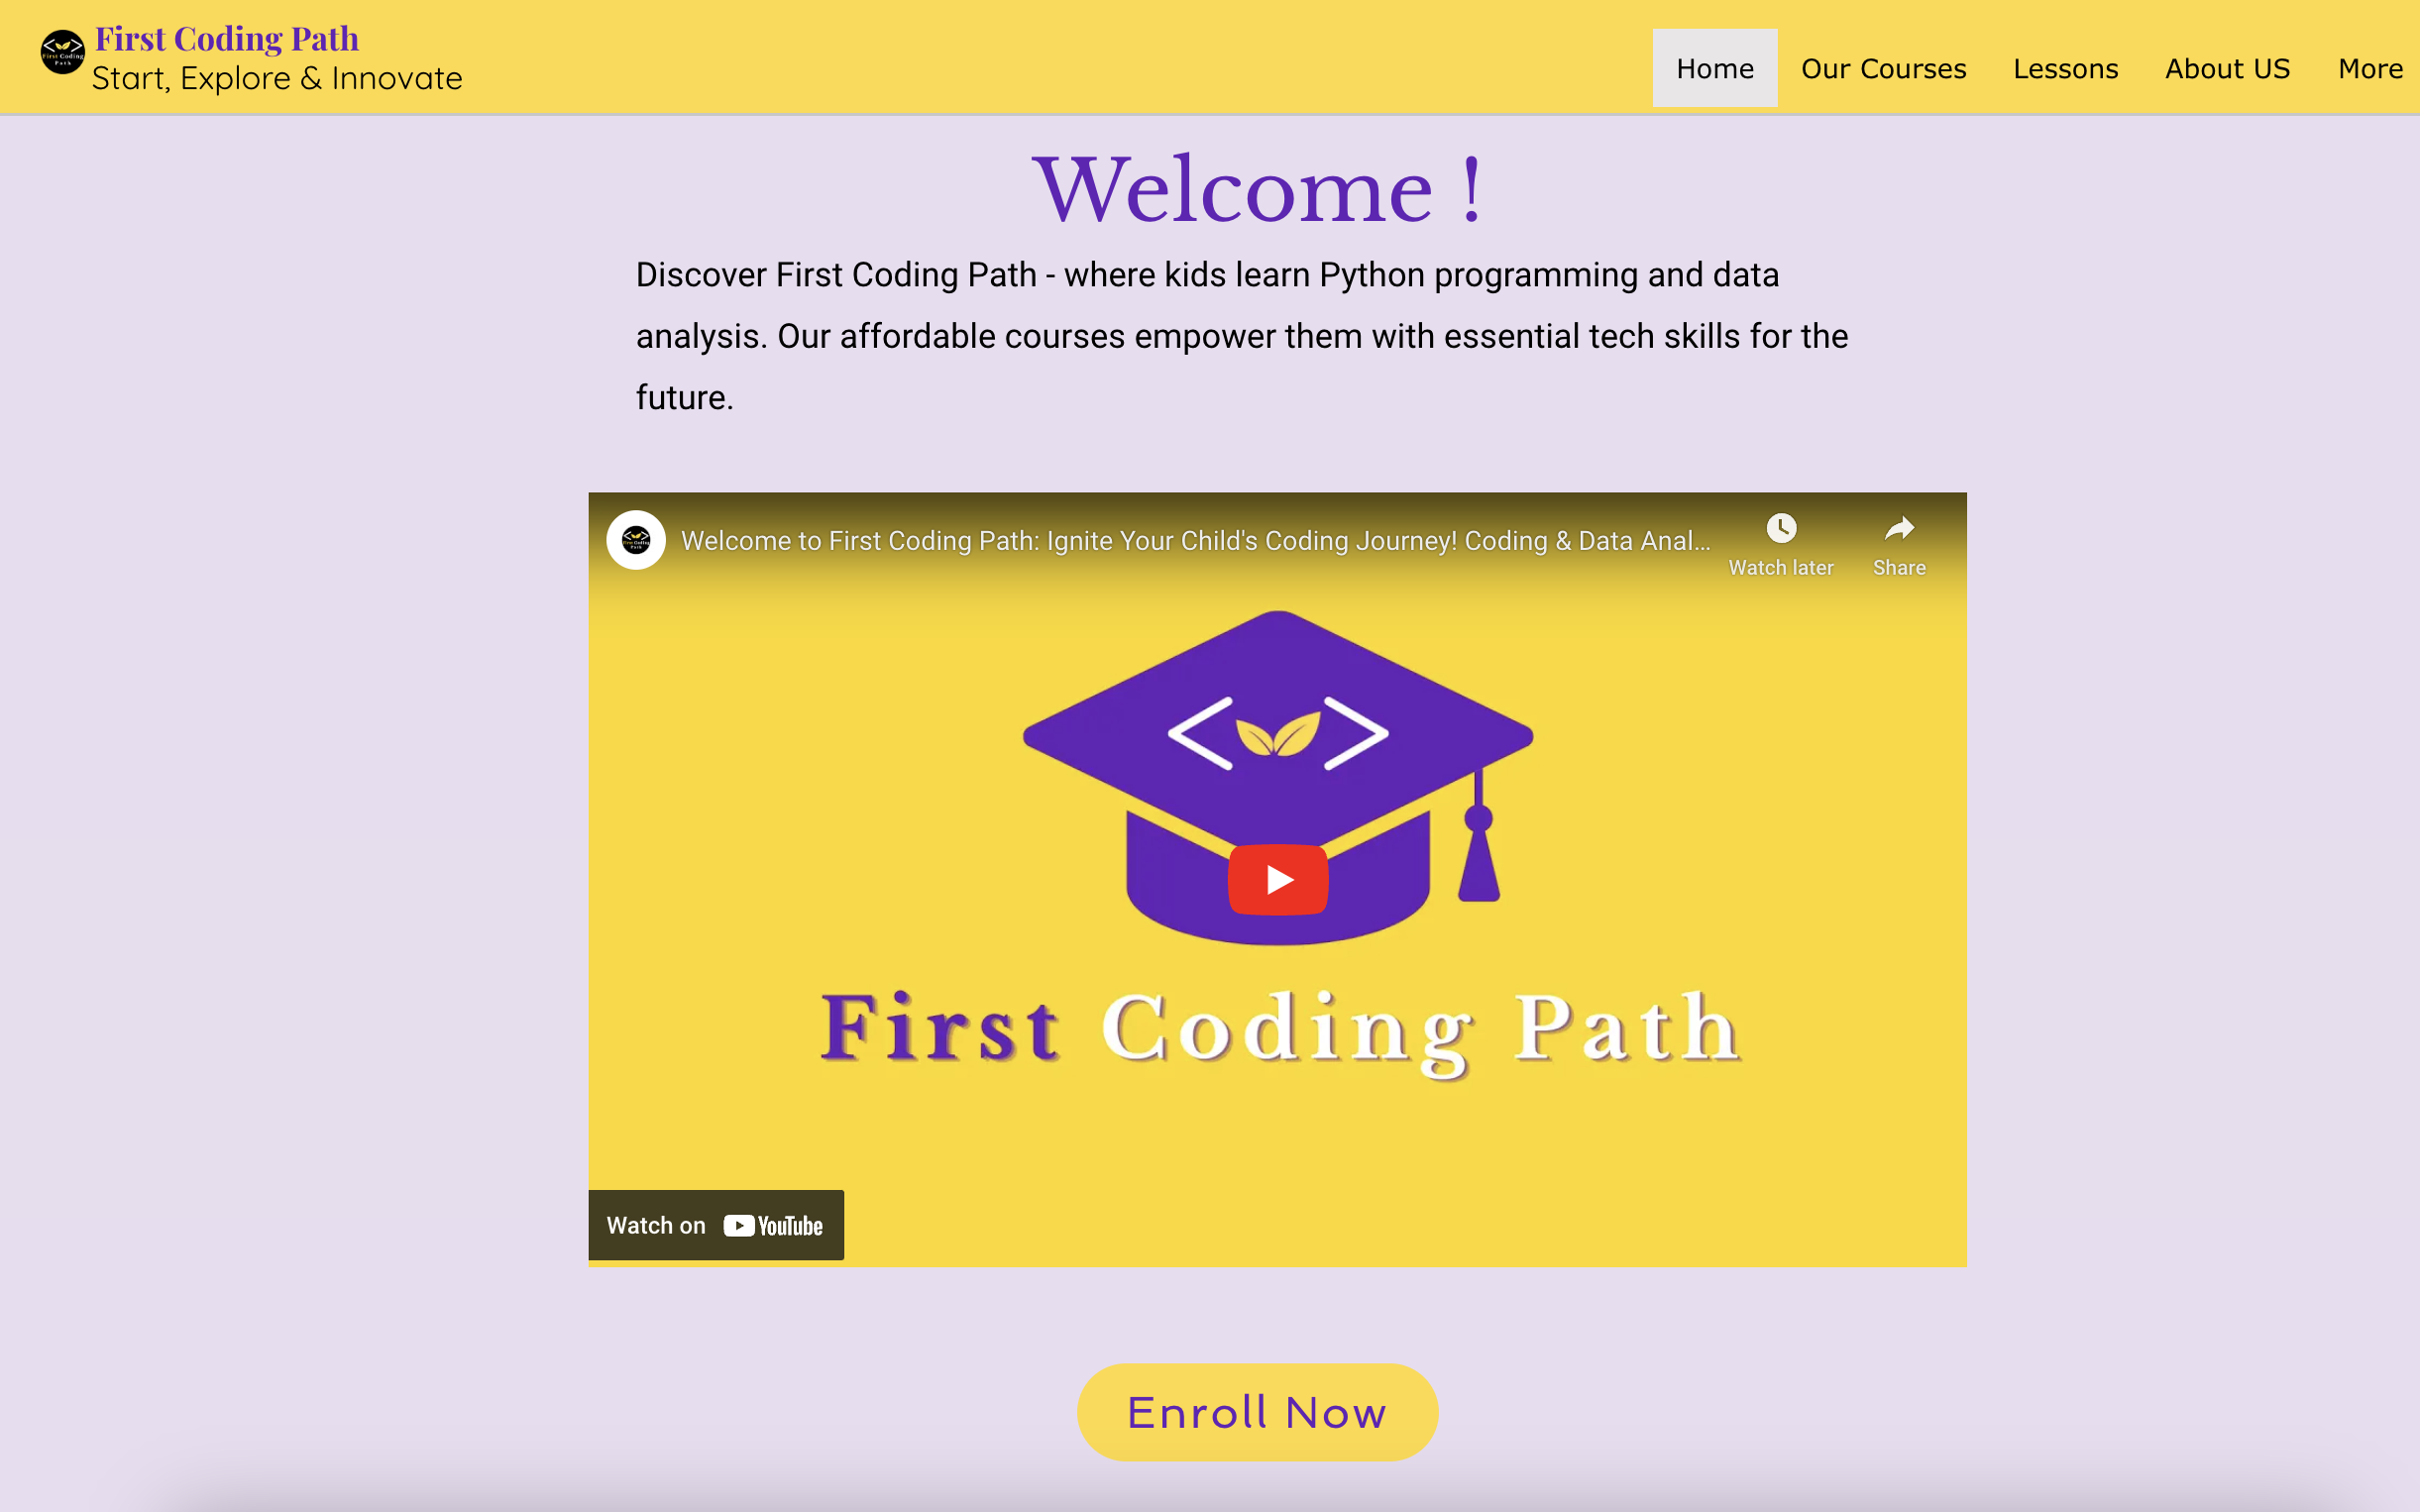 First Coding Path
First Coding Path
Start, Explore & Innovate
Home Our Courses Lessons About US More
Welcome !
Discover First Coding Path - where kids learn Python programming and data
analysis. Our affordable courses empower them with essential tech skills for the
future.
Welcome to First Coding Path: Ignite Your Child's Coding Journey! Coding & Data Anal...
Watch later
Share
First Coding Path
Watch on YouTube
Enroll Now